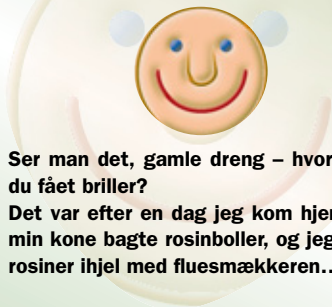 Ser man det, gamle dreng – hvor
du fået briller?
Det var efter en dag jeg kom
min kone bagte rosinboller, og jeg
rosiner ihjel med fluesmækkeren..